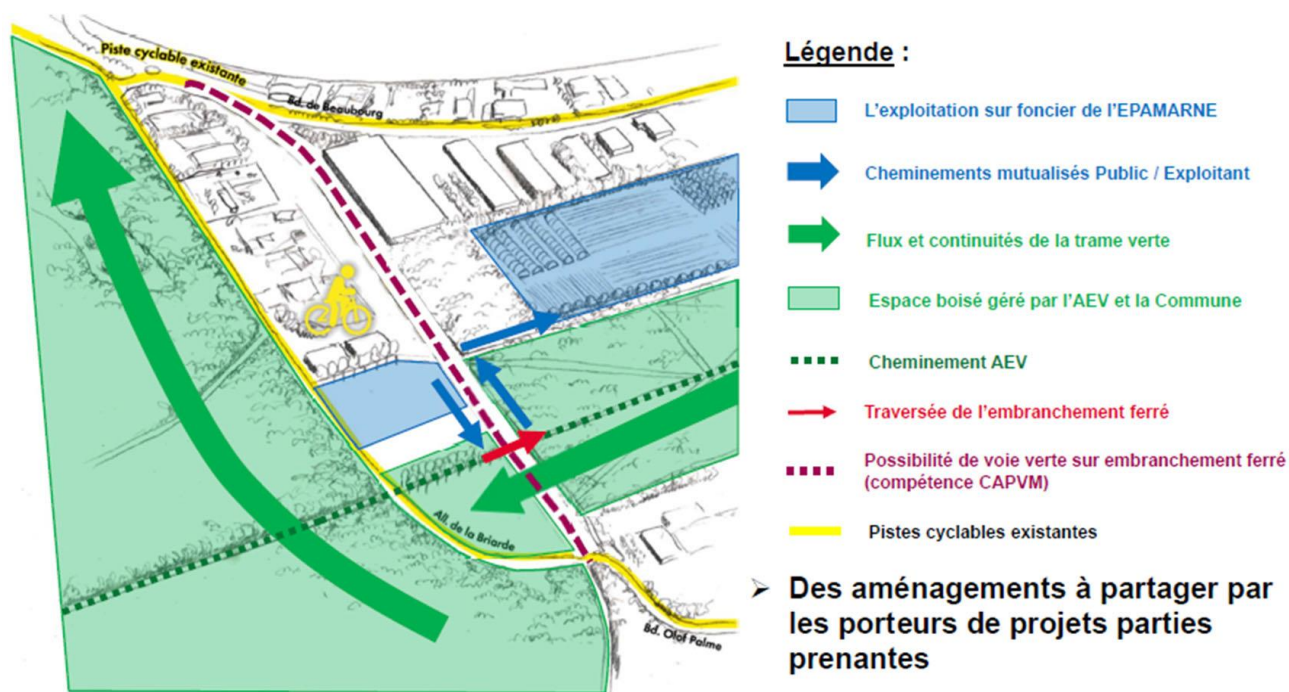 Piste cyclable existante
Bd. de Beaubourg
All. de la Briarde
Bd. Olof Palme
Légende :
L'exploitation sur foncier de l'EPAMARNE
Cheminements mutualisés Public / Exploitant
Flux et continuités de la trame verte
Espace boisé géré par l'AEV et la Commune
Cheminement AEV
Traversée de l'embranchement ferré
Possibilité de voie verte sur embranchement ferré
(compétence CAPVM)
Pistes cyclables existantes
➢ Des aménagements à partager par
les porteurs de projets parties
prenantes